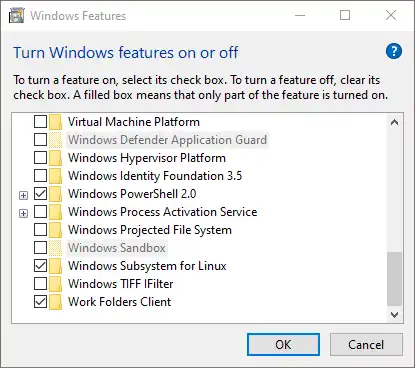 Windows Features
Turn Windows features on or off
To turn a feature on, select its check box. To turn a feature off, clear its
check box. A filled box means that only part of the feature is turned on.
Virtual Machine Platform
Windows Defender Application Guard
Windows Hypervisor Platform
Windows Identity Foundation 3.5
Windows PowerShell 2.0
Windows Process Activation Service
Windows Projected File System
Windows Sandbox
Windows Subsystem for Linux
Windows TIFF IFilter
Work Folders Client
OK Cancel